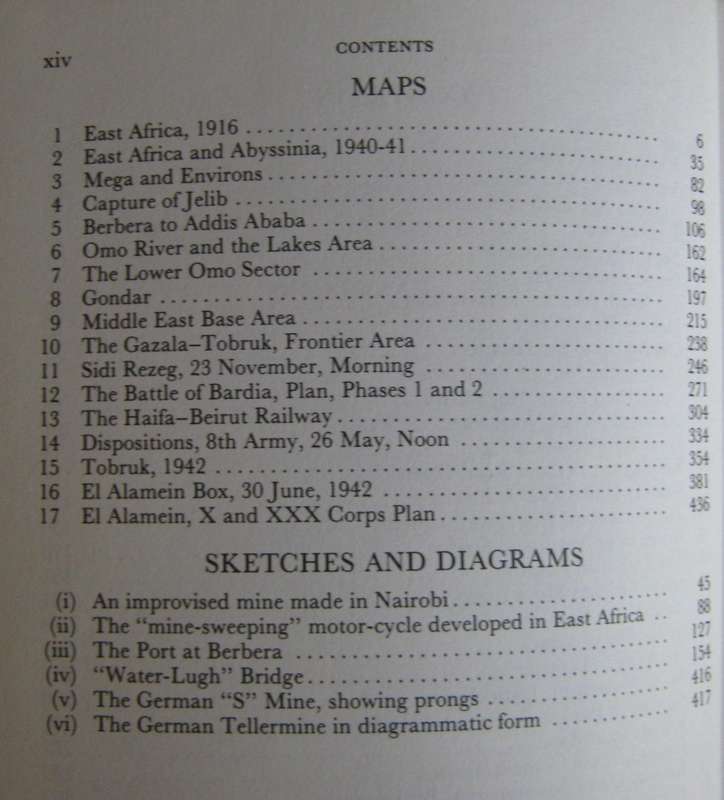 xiv
CONTENTS
MAPS
1 East Africa, 1916 6
2 East Africa and Abyssinia, 1940-41 35
3 Mega and Environs 82
4 Capture of Jelib 98
5 Berbera to Addis Ababa 106
6 Omo River and the Lakes Area 162
7 The Lower Omo Sector 164
8 Gondar 197
9 Middle East Base Area 215
10 The Gazala–Tobruk, Frontier Area 238
11 Sidi Rezeg, 23 November, Morning 246
12 The Battle of Bardia, Plan, Phases 1 and 2 271
13 The Haifa–Beirut Railway 304
14 Dispositions, 8th Army, 26 May, Noon 334
15 Tobruk, 1942 354
16 El Alamein Box, 30 June, 1942 381
17 El Alamein, X and XXX Corps Plan 436
SKETCHES AND DIAGRAMS
(i) An improvised mine made in Nairobi 45
(ii) The "mine-sweeping" motor-cycle developed in East Africa 88
(iii) The Port at Berbera 127
(iv) "Water-Lugh" Bridge 154
(v) The German "S" Mine, showing prongs 416
(vi) The German Tellermine in diagrammatic form 417